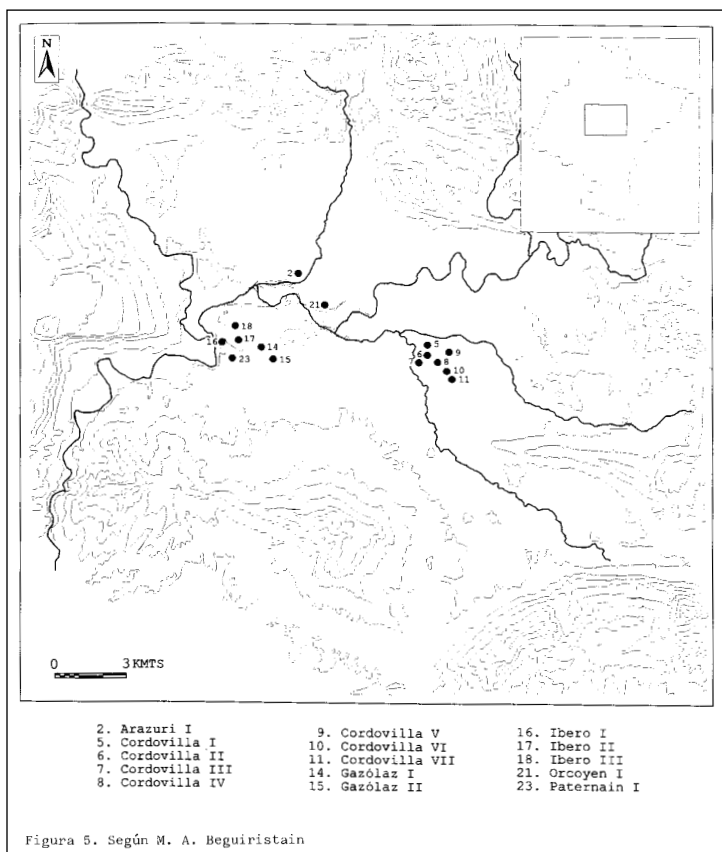 N
2
21
18
16
17
14
23
15
5
6
9
7
8
10
11
0 3 KMTS
2. Arazuri I
5. Cordovilla I
6. Cordovilla II
7. Cordovilla III
8. Cordovilla IV
9. Cordovilla V
10. Cordovilla VI
11. Cordovilla VII
14. Gazólaz I
15. Gazólaz II
16. Ibero I
17. Ibero II
18. Ibero III
21. Orcoyen I
23. Paternain I
Figura 5. Según M. A. Beguiristain